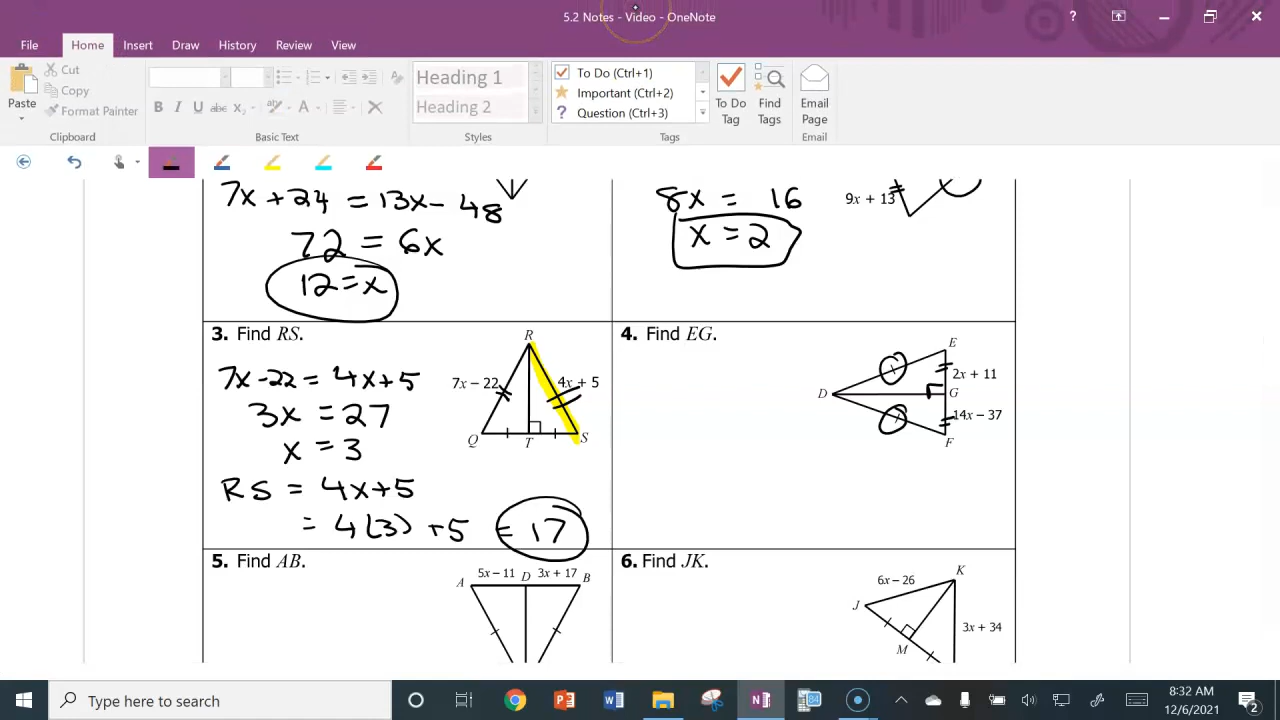 5.2 Notes - Video - OneNote
?
File Home Insert Draw History Review View
Paste
Cut
Copy
Format Painter
Clipboard
B I U abc x₂ A
Basic Text
Heading 1
Heading 2
Styles
To Do (Ctrl+1)
Important (Ctrl+2)
Question (Ctrl+3)
Tags
To Do Tag
Find Tags
Email Page
Email
7x + 24 = 13x - 48
72 = 6x
12 = x
8x = 16
x = 2
9x + 13
3. Find RS.
7x - 22 = 4x + 5
3x = 27
x = 3
RS = 4x + 5
= 4(3) + 5 = 17
R
7x − 22
4x + 5
Q T S
4. Find EG.
E
2x + 11
D G
14x − 37
F
5. Find AB.
5x − 11 3x + 17
A D B
6. Find JK.
K
6x − 26
J
3x + 34
M
Type here to search
8:32 AM
12/6/2021
2